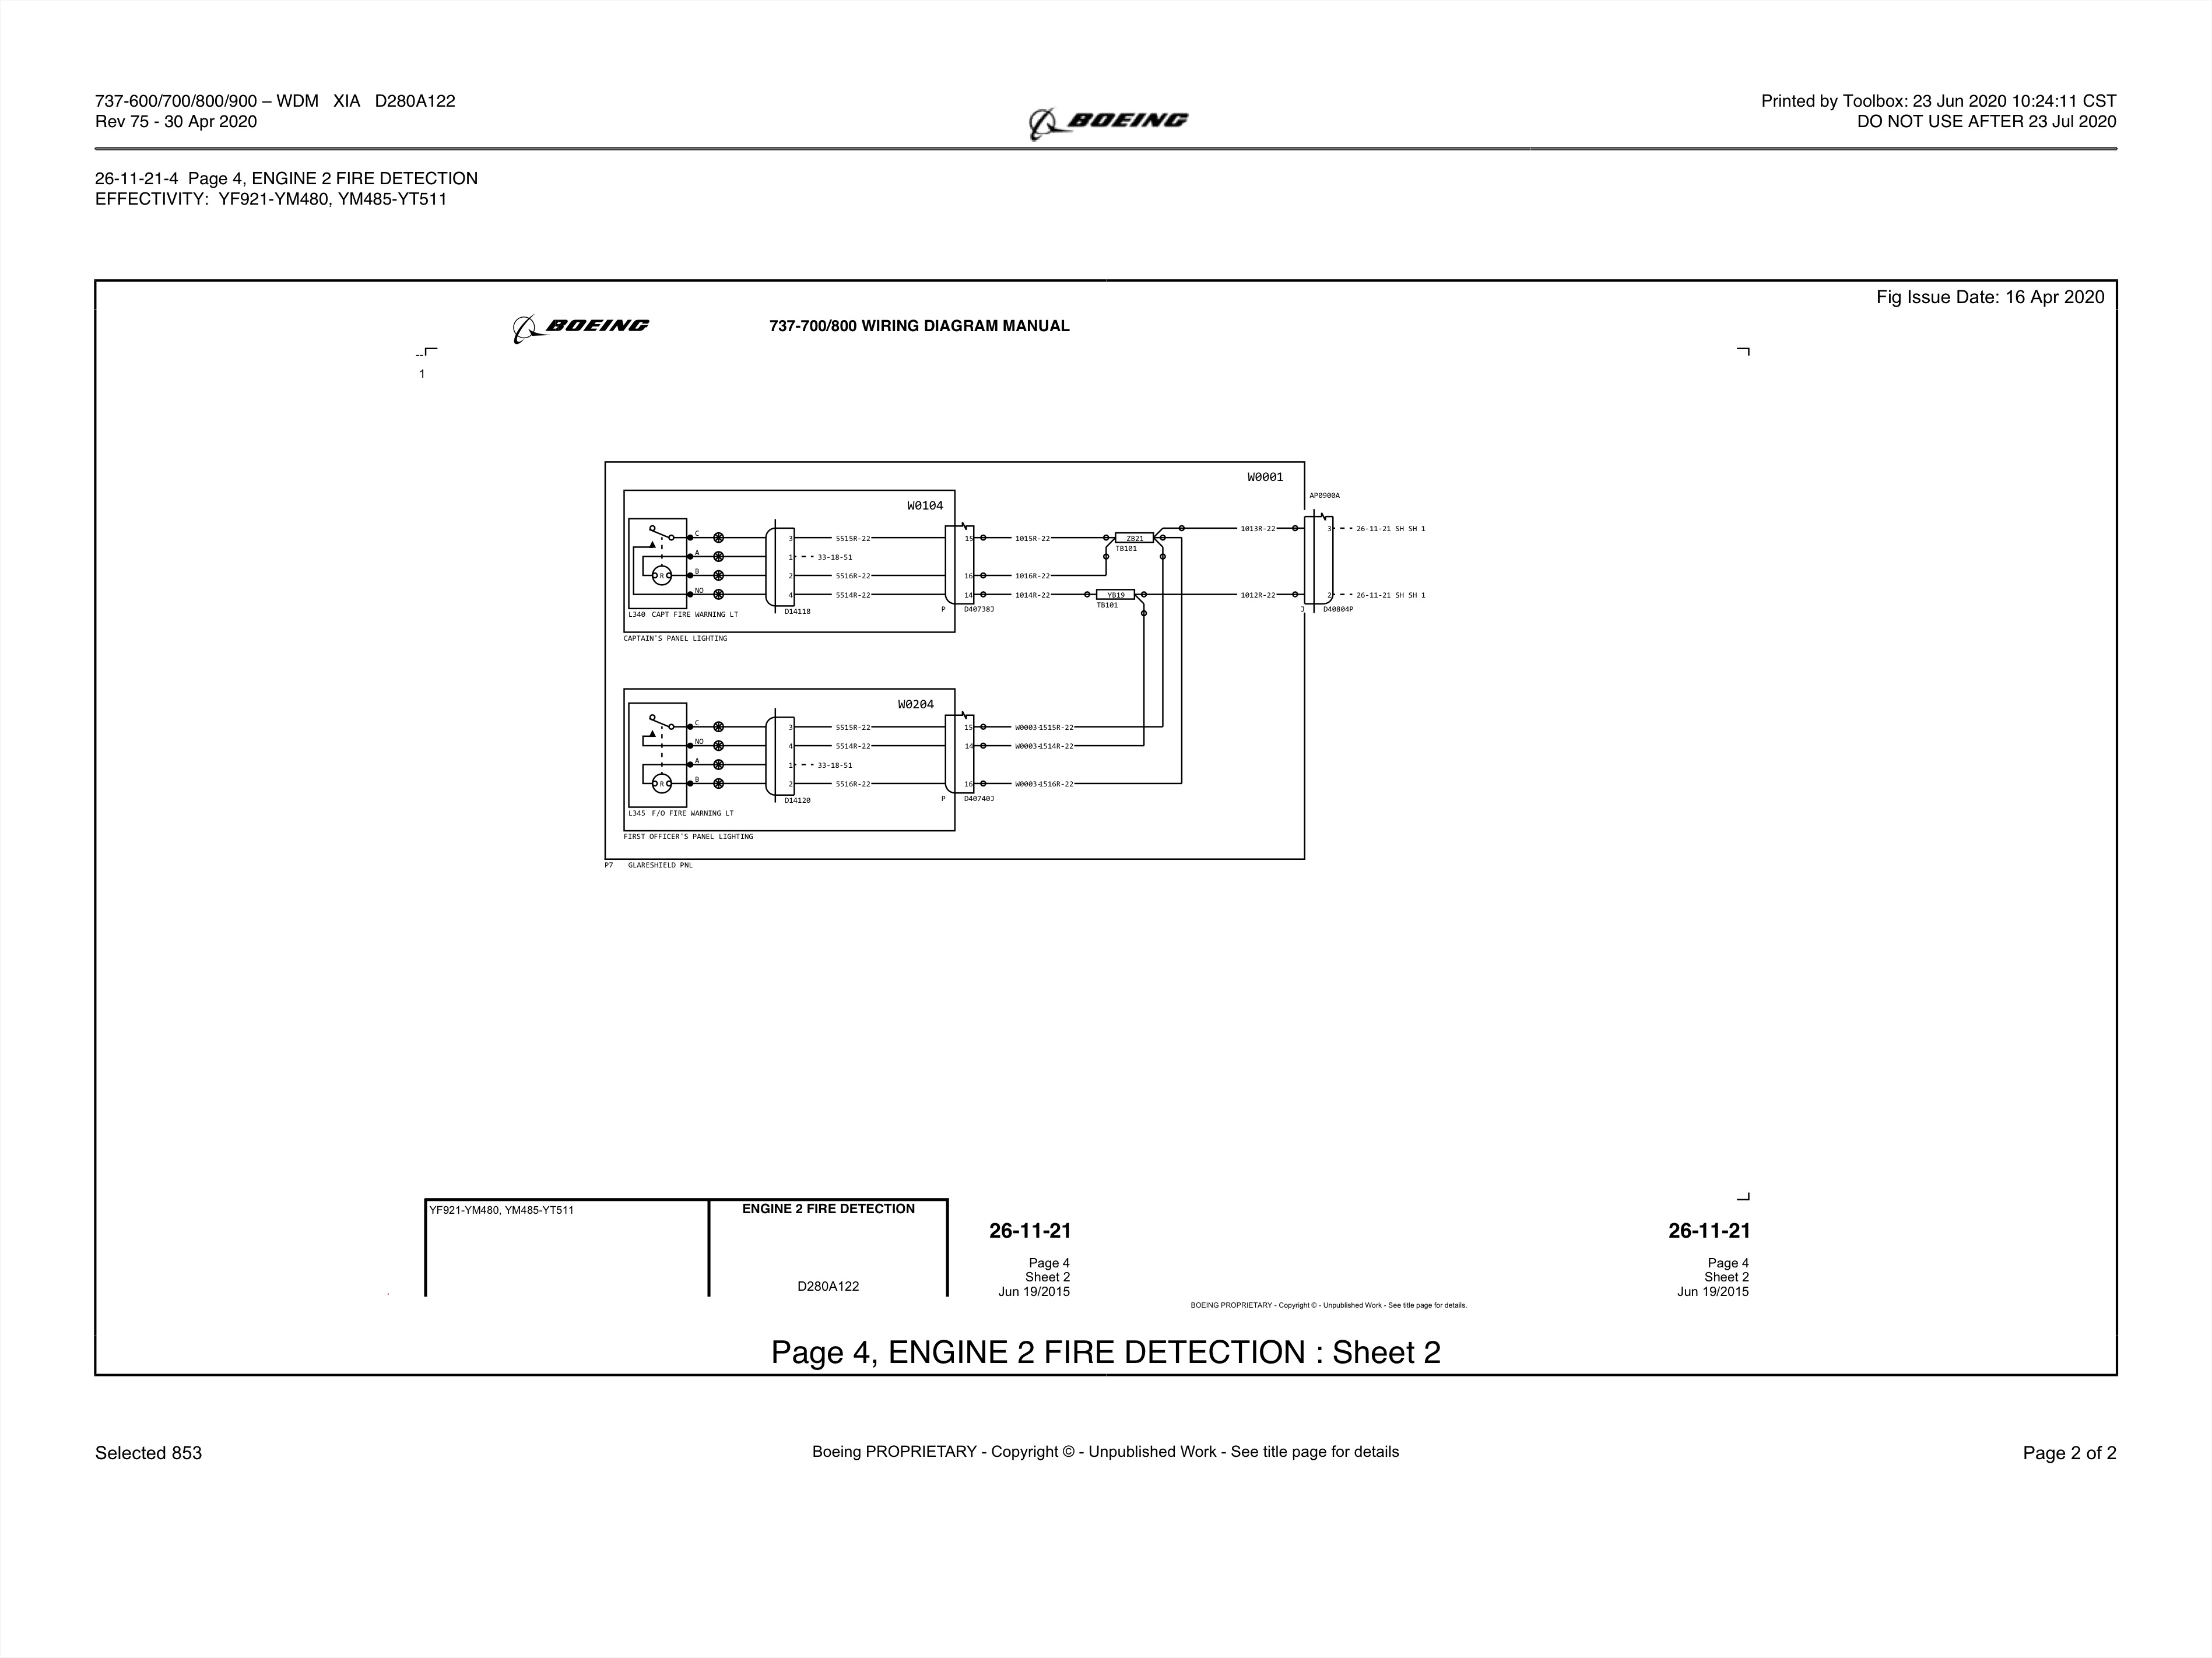 737-600/700/800/900 – WDM XIA D280A122
Rev 75 - 30 Apr 2020
BOEING
Printed by Toolbox: 23 Jun 2020 10:24:11 CST
DO NOT USE AFTER 23 Jul 2020
26-11-21-4 Page 4, ENGINE 2 FIRE DETECTION
EFFECTIVITY: YF921-YM480, YM485-YT511
Fig Issue Date: 16 Apr 2020
BOEING
737-700/800 WIRING DIAGRAM MANUAL
--
1
W0001
AP0900A
W0104
C
3
5515R-22
15
1015R-22
ZB21
TB101
1013R-22
3
26-11-21 SH SH 1
A
1
33-18-51
R
B
2
5516R-22
16
1016R-22
NO
4
5514R-22
14
1014R-22
YB19
TB101
1012R-22
2
26-11-21 SH SH 1
L340 CAPT FIRE WARNING LT
D14118
P
D40738J
J
D40804P
CAPTAIN'S PANEL LIGHTING
W0204
C
3
5515R-22
15
W0003-1515R-22
NO
4
5514R-22
14
W0003-1514R-22
A
1
33-18-51
R
B
2
5516R-22
16
W0003-1516R-22
D14120
P
D40740J
L345 F/O FIRE WARNING LT
FIRST OFFICER'S PANEL LIGHTING
P7 GLARESHIELD PNL
YF921-YM480, YM485-YT511
ENGINE 2 FIRE DETECTION
D280A122
26-11-21
Page 4
Sheet 2
Jun 19/2015
26-11-21
Page 4
Sheet 2
Jun 19/2015
BOEING PROPRIETARY - Copyright © - Unpublished Work - See title page for details.
Page 4, ENGINE 2 FIRE DETECTION : Sheet 2
Selected 853
Boeing PROPRIETARY - Copyright © - Unpublished Work - See title page for details
Page 2 of 2